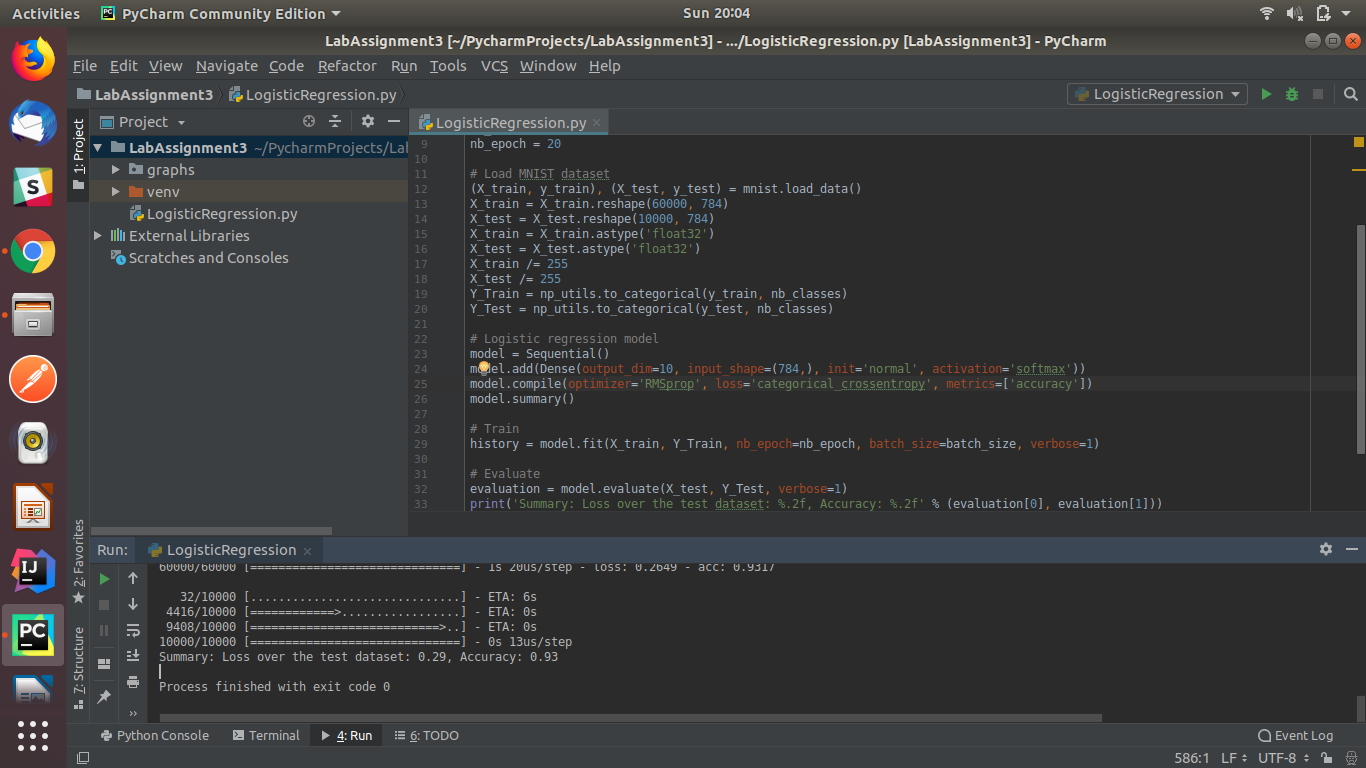 Activities PyCharm Community Edition Sun 20:04
LabAssignment3 [~/PycharmProjects/LabAssignment3] - .../LogisticRegression.py [LabAssignment3] - PyCharm
File Edit View Navigate Code Refactor Run Tools VCS Window Help
LabAssignment3 LogisticRegression.py LogisticRegression
1: Project
Project
LabAssignment3 ~/PycharmProjects/Lab
graphs
venv
LogisticRegression.py
External Libraries
Scratches and Consoles
LogisticRegression.py
9 nb_epoch = 20
10
11 # Load MNIST dataset
12 (X_train, y_train), (X_test, y_test) = mnist.load_data()
13 X_train = X_train.reshape(60000, 784)
14 X_test = X_test.reshape(10000, 784)
15 X_train = X_train.astype('float32')
16 X_test = X_test.astype('float32')
17 X_train /= 255
18 X_test /= 255
19 Y_Train = np_utils.to_categorical(y_train, nb_classes)
20 Y_Test = np_utils.to_categorical(y_test, nb_classes)
21
22 # Logistic regression model
23 model = Sequential()
24 model.add(Dense(output_dim=10, input_shape=(784,), init='normal', activation='softmax'))
25 model.compile(optimizer='RMSprop', loss='categorical_crossentropy', metrics=['accuracy'])
26 model.summary()
27
28 # Train
29 history = model.fit(X_train, Y_Train, nb_epoch=nb_epoch, batch_size=batch_size, verbose=1)
30
31 # Evaluate
32 evaluation = model.evaluate(X_test, Y_Test, verbose=1)
33 print('Summary: Loss over the test dataset: %.2f, Accuracy: %.2f' % (evaluation[0], evaluation[1]))
2: Favorites
7: Structure
Run: LogisticRegression
60000/60000 [==============================] - 1s 20us/step - loss: 0.2649 - acc: 0.9317
32/10000 [..............................] - ETA: 6s
4416/10000 [============>.................] - ETA: 0s
9408/10000 [===========================>..] - ETA: 0s
10000/10000 [==============================] - 0s 13us/step
Summary: Loss over the test dataset: 0.29, Accuracy: 0.93
Process finished with exit code 0
Python Console Terminal 4: Run 6: TODO Event Log
586:1 LF UTF-8